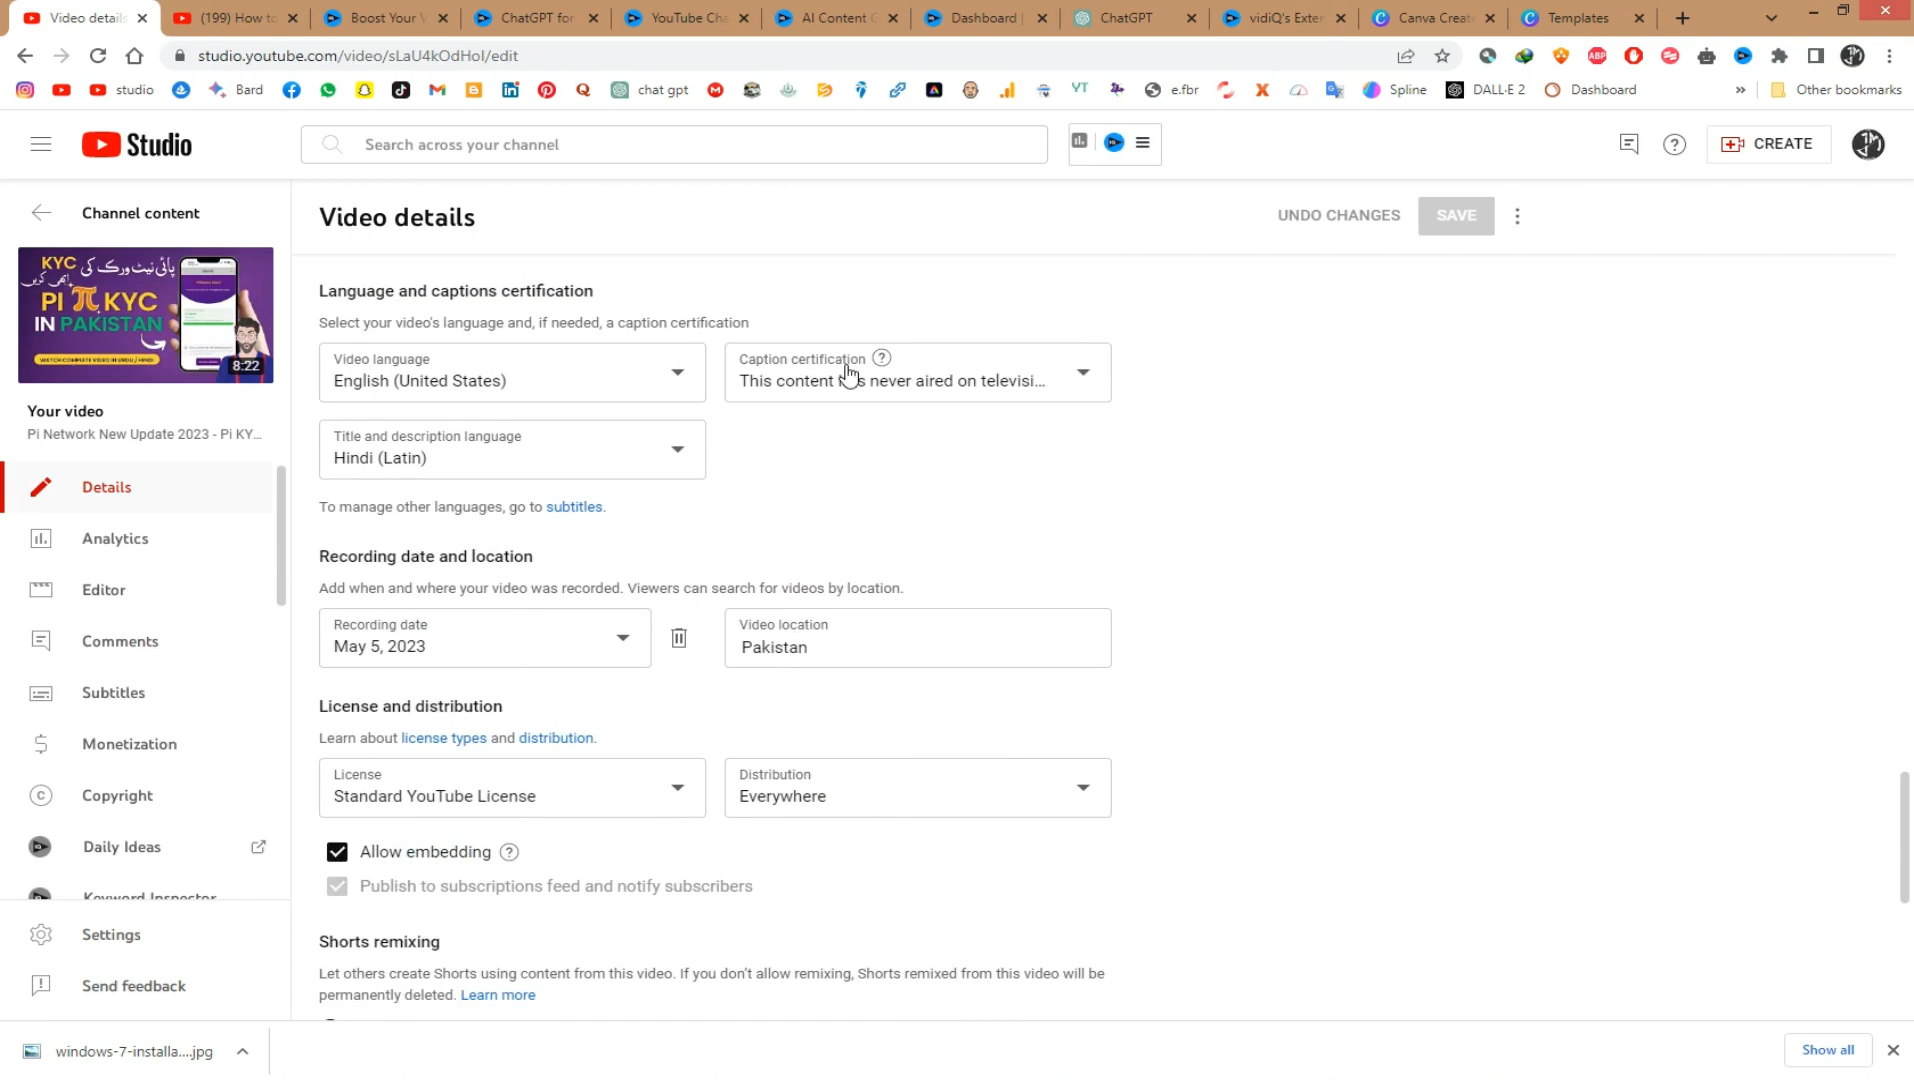 Video details
(199) How to
Boost Your V
ChatGPT for
YouTube Cha
AI Content G
Dashboard
ChatGPT
vidiQ's Exter
Canva Creat
Templates
studio.youtube.com/video/sLaU4kOdHoI/edit
studio
Bard
chat gpt
YT
e.fbr
Spline
DALL·E 2
Dashboard
»
Other bookmarks
Studio
Search across your channel
CREATE
Channel content
Video details
UNDO CHANGES
SAVE
KYC پائی نیٹ ورک کی
ابھی کریں
PI π KYC
IN PAKISTAN
WATCH COMPLETE VIDEO IN URDU / HINDI
8:22
Your video
Pi Network New Update 2023 - Pi KY...
Details
Analytics
Editor
Comments
Subtitles
Monetization
Copyright
Daily Ideas
Keyword Inspector
Settings
Send feedback
Language and captions certification
Select your video's language and, if needed, a caption certification
Video language
English (United States)
Caption certification
This content has never aired on televisi...
Title and description language
Hindi (Latin)
To manage other languages, go to subtitles.
Recording date and location
Add when and where your video was recorded. Viewers can search for videos by location.
Recording date
May 5, 2023
Video location
Pakistan
License and distribution
Learn about license types and distribution.
License
Standard YouTube License
Distribution
Everywhere
Allow embedding
Publish to subscriptions feed and notify subscribers
Shorts remixing
Let others create Shorts using content from this video. If you don't allow remixing, Shorts remixed from this video will be
permanently deleted. Learn more
windows-7-installa....jpg
Show all